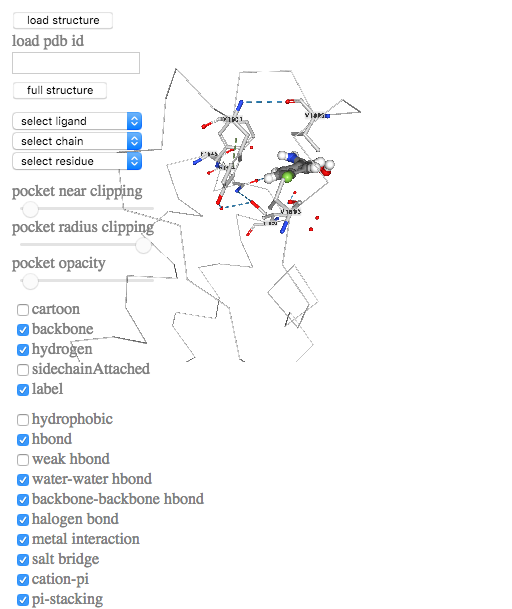 load structure
load pdb id
full structure
select ligand
select chain
select residue
pocket near clipping
pocket radius clipping
pocket opacity
cartoon
backbone
hydrogen
sidechainAttached
label
hydrophobic
hbond
weak hbond
water-water hbond
backbone-backbone hbond
halogen bond
metal interaction
salt bridge
cation-pi
pi-stacking